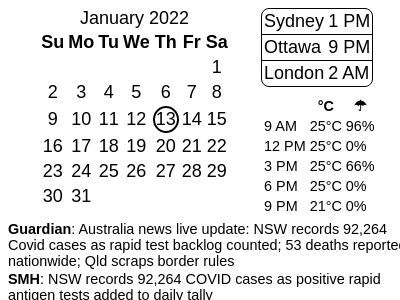 January 2022
Su Mo Tu We Th Fr Sa
1
2 3 4 5 6 7 8
9 10 11 12 13 14 15
16 17 18 19 20 21 22
23 24 25 26 27 28 29
30 31
Sydney 1 PM
Ottawa 9 PM
London 2 AM
°C ☂
9 AM 25°C 96%
12 PM 25°C 0%
3 PM 25°C 66%
6 PM 25°C 0%
9 PM 21°C 0%
Guardian: Australia news live update: NSW records 92,264
Covid cases as rapid test backlog counted; 53 deaths reported
nationwide; Qld scraps border rules
SMH: NSW records 92,264 COVID cases as positive rapid
antigen tests added to daily tally